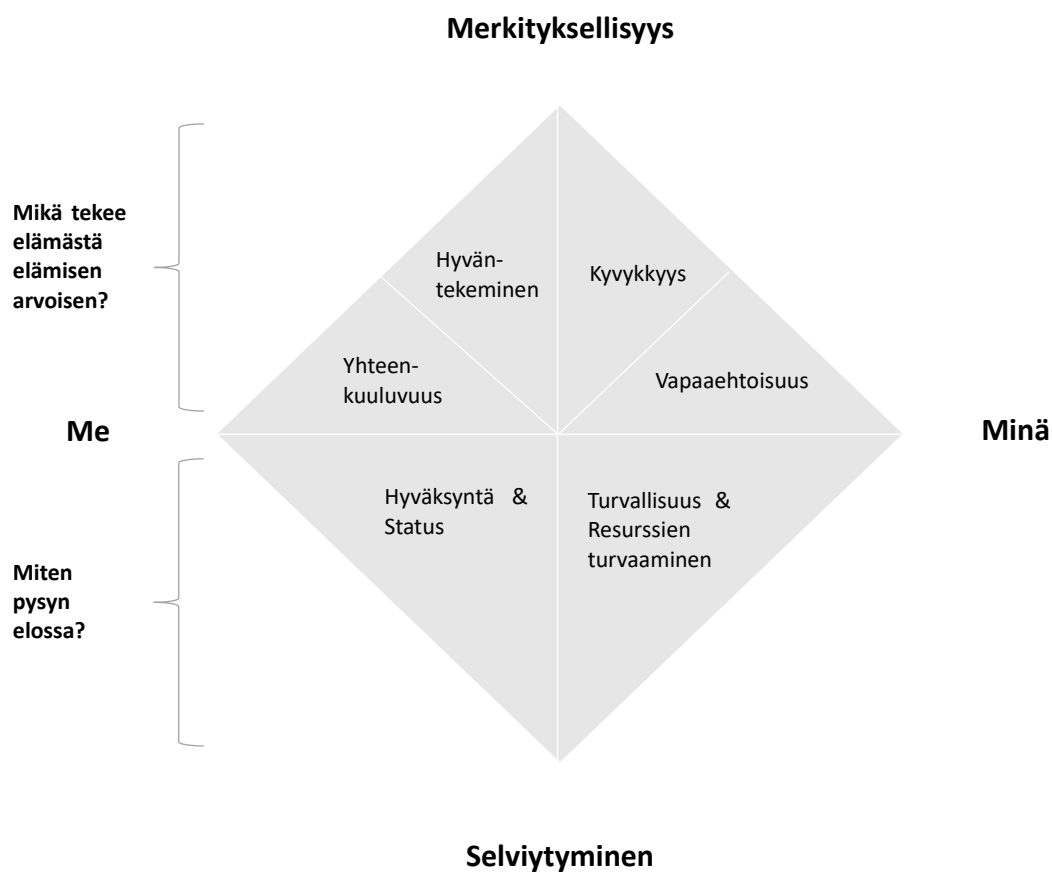 Merkityksellisyys
Mikä tekee
elämästä
elämisen
arvoisen?
Hyvän-
tekeminen
Kyvykkyys
Yhteen-
kuuluvuus
Vapaaehtoisuus
Me
Minä
Hyväksyntä &
Status
Turvallisuus &
Resurssien
turvaaminen
Miten
pysyn
elossa?
Selviytyminen